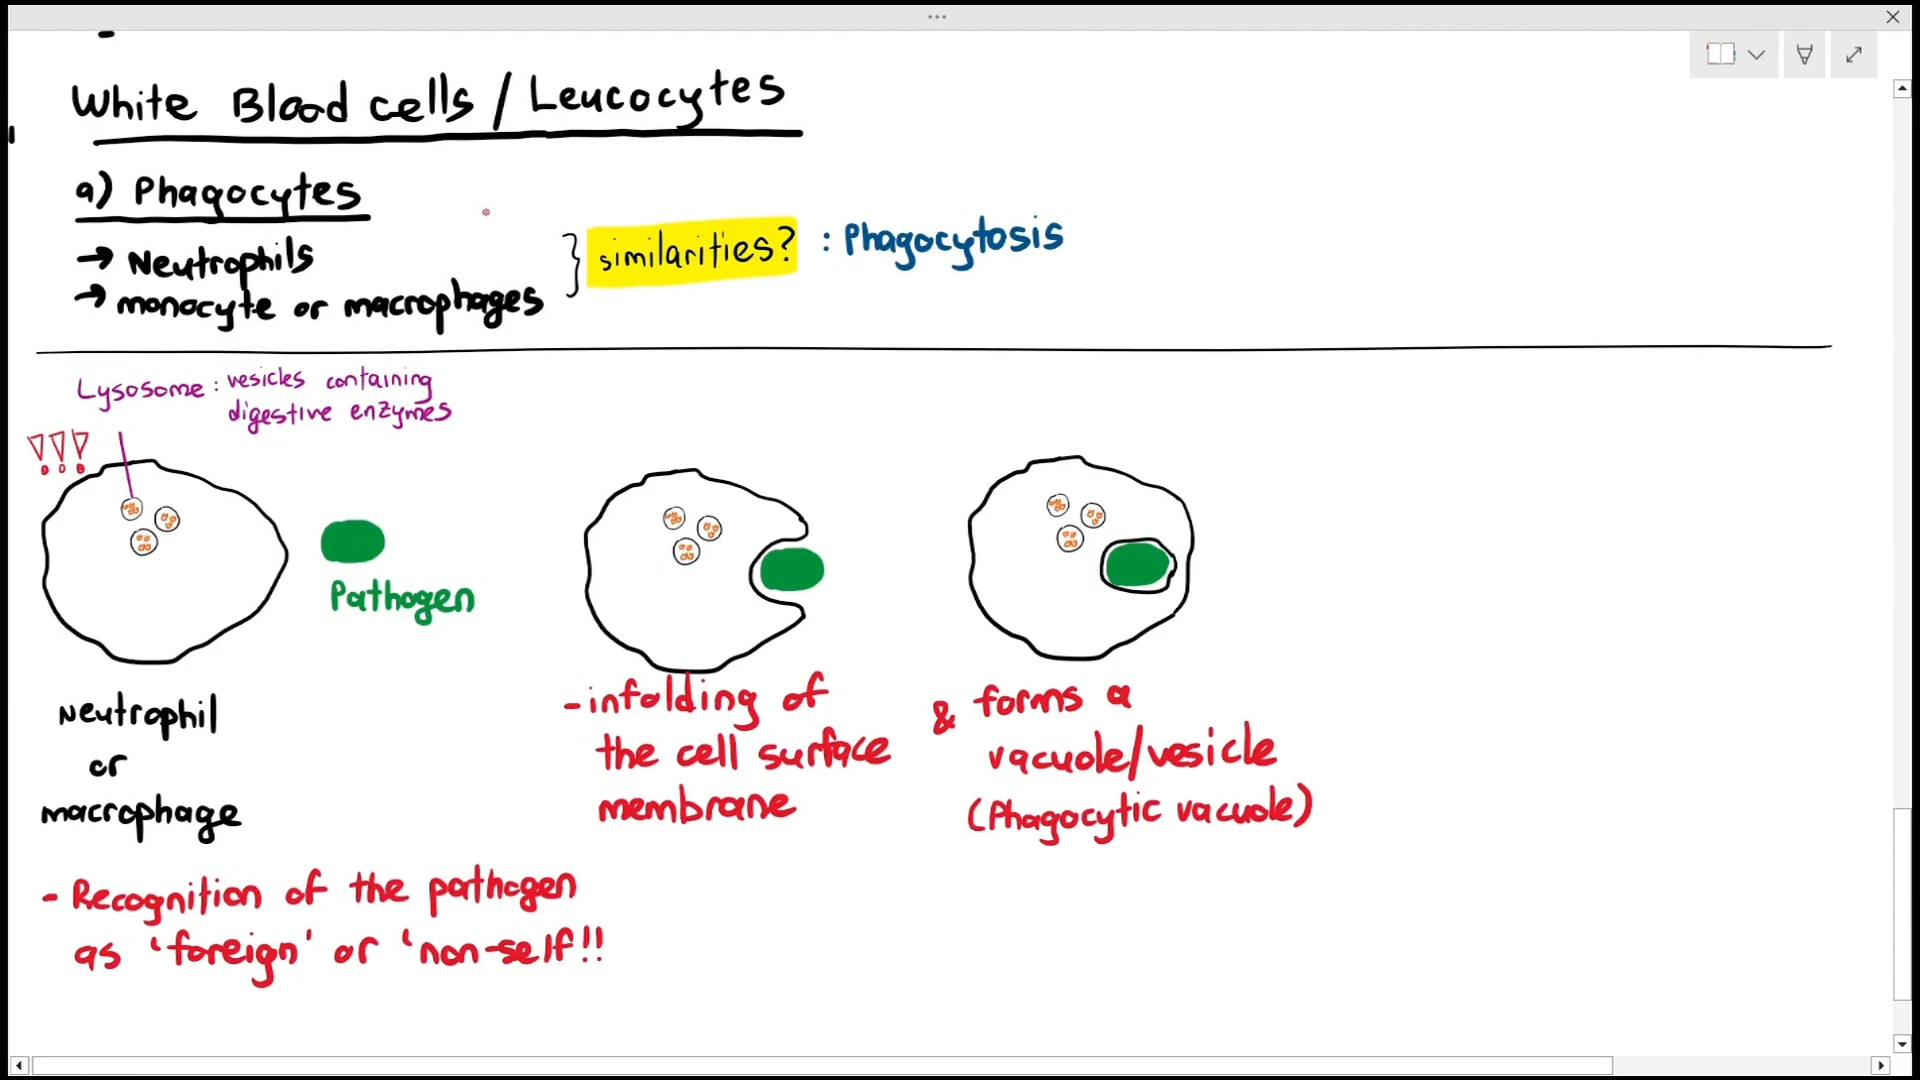 White Blood cells / Leucocytes
a) Phagocytes
→ Neutrophils
→ monocyte or macrophages
} similarities? : Phagocytosis
Lysosome : vesicles containing
digestive enzymes
!!!
Pathogen
Neutrophil
or
macrophage
- Recognition of the pathogen
as 'foreign' or 'non-self!!
- infolding of
the cell surface
membrane
& forms a
vacuole/vesicle
(Phagocytic vacuole)